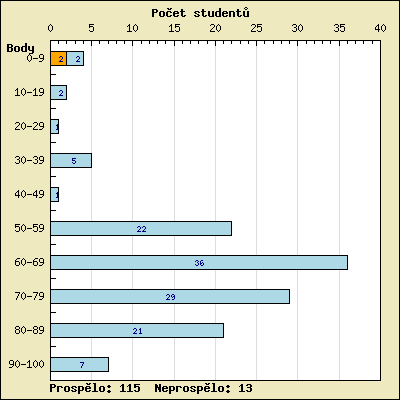 Počet studentů
0 5 10 15 20 25 30 35 40
Body
0-9 2 2
10-19 2
20-29 1
30-39 5
40-49 1
50-59 22
60-69 36
70-79 29
80-89 21
90-100 7
Prospělo: 115 Neprospělo: 13